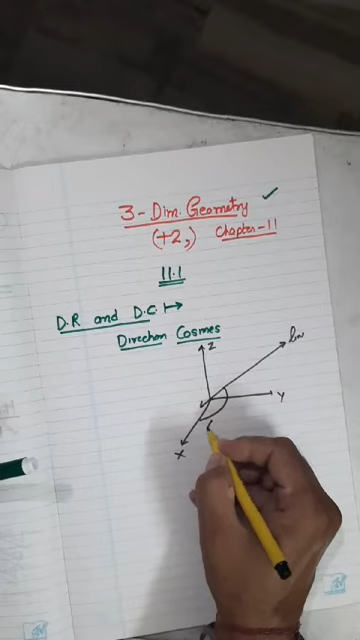 3-Dim. Geometry
(+2,) Chapter-11
11.1
D.R and D.C
Direction Cosines
Z
Y
X